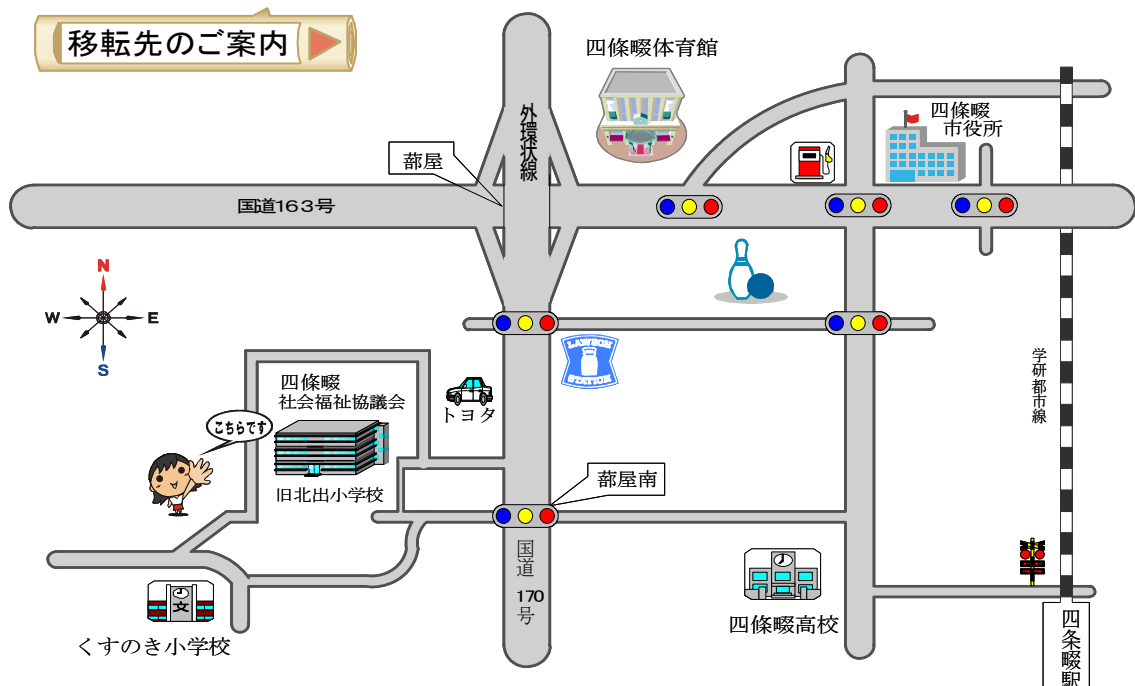 移転先のご案内
四條畷体育館
外環状線
四條畷
市役所
蔀屋
国道163号
N
W
E
S
LAWSON
STATION
学研都市線
四條畷
社会福祉協議会
トヨタ
こちらです
旧北出小学校
蔀屋南
国道
170
号
文
くすのき小学校
四條畷高校
四条畷駅